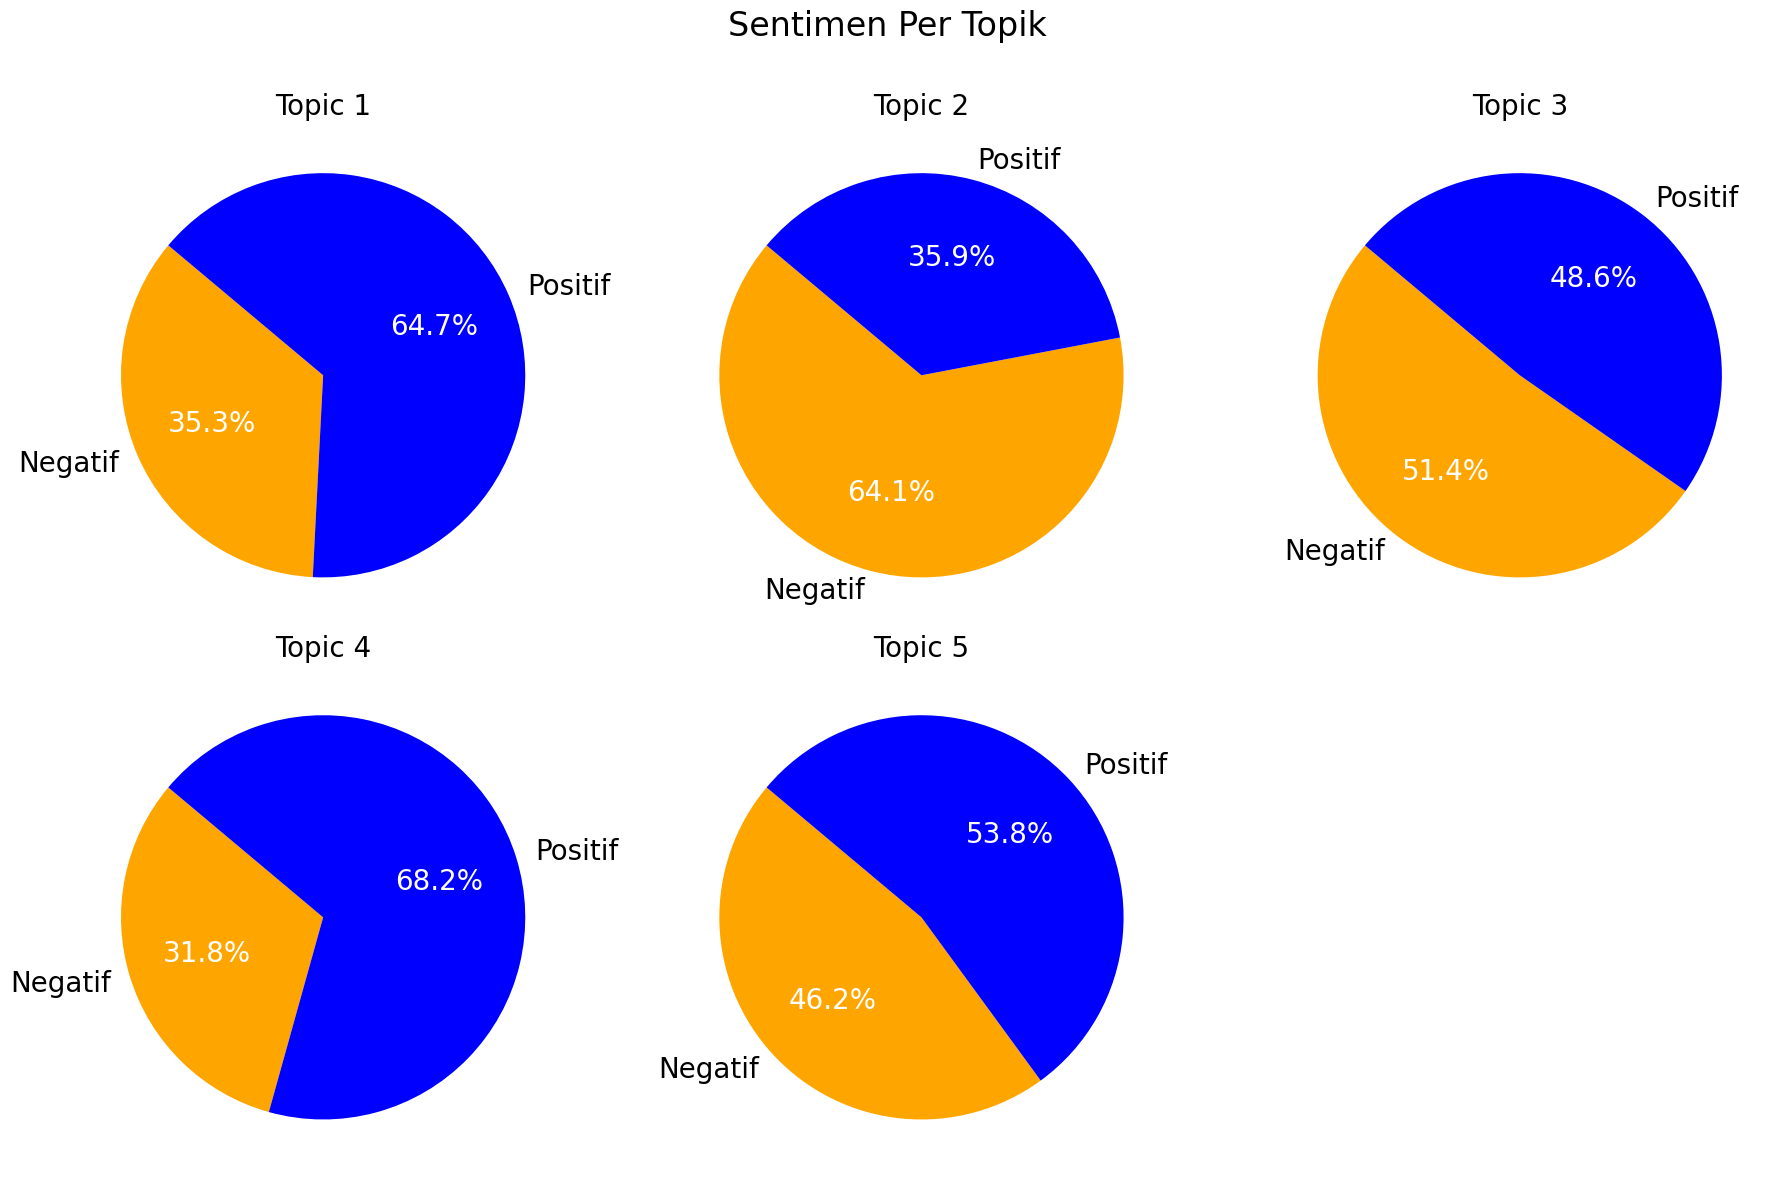 Sentimen Per Topik
Topic 1
Positif
64.7%
35.3%
Negatif
Topic 2
Positif
35.9%
64.1%
Negatif
Topic 3
Positif
48.6%
51.4%
Negatif
Topic 4
Positif
68.2%
31.8%
Negatif
Topic 5
Positif
53.8%
46.2%
Negatif